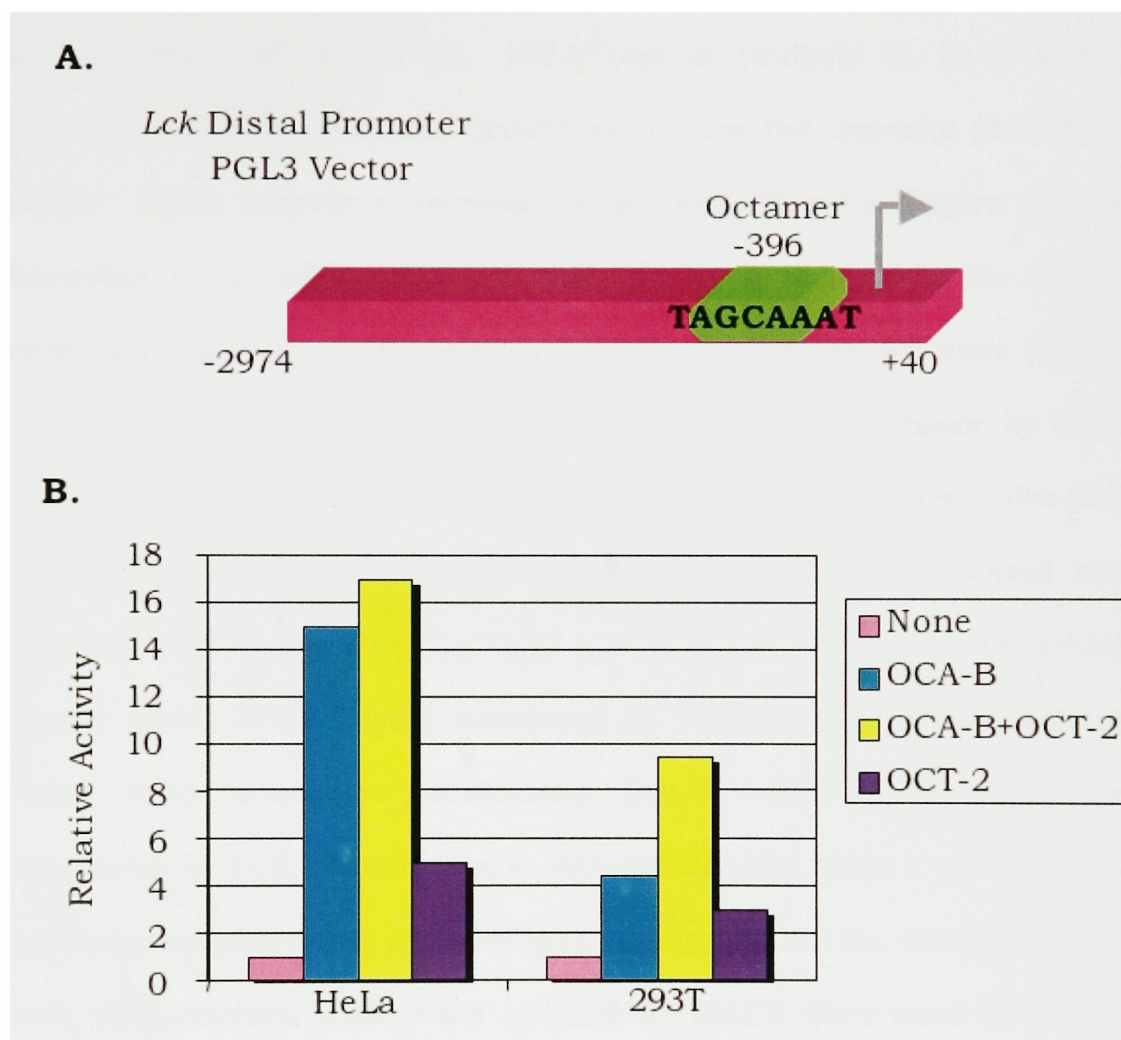 A.
Lck Distal Promoter
PGL3 Vector
Octamer
-396
TAGCAAAT
-2974
+40
B.
18
16
14
12
10
8
6
4
2
0
Relative Activity
HeLa
293T
None
OCA-B
OCA-B+OCT-2
OCT-2